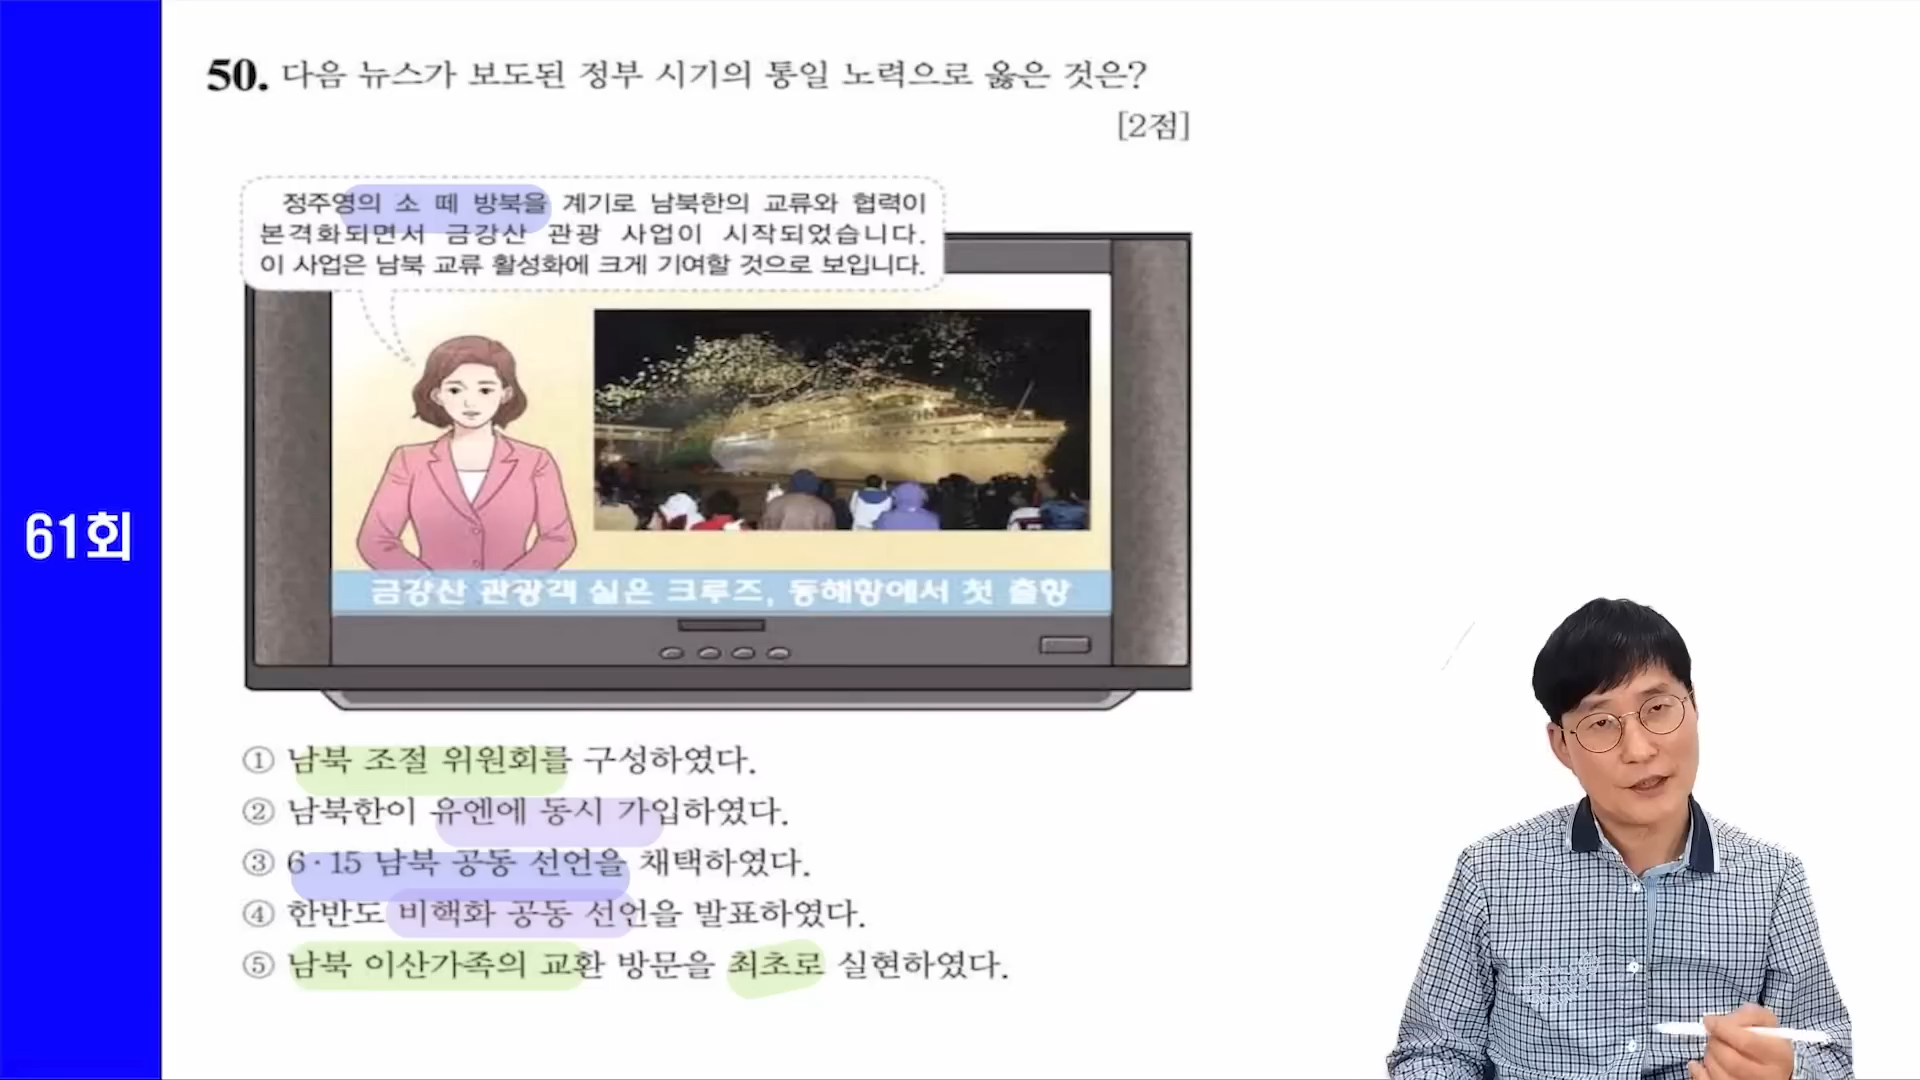 50. 다음 뉴스가 보도된 정부 시기의 통일 노력으로 옳은 것은?
[2점]
정주영의 소 떼 방북을 계기로 남북한의 교류와 협력이
본격화되면서 금강산 관광 사업이 시작되었습니다.
이 사업은 남북 교류 활성화에 크게 기여할 것으로 보입니다.
금강산 관광객 실은 크루즈, 동해항에서 첫 출항
61회
① 남북 조절 위원회를 구성하였다.
② 남북한이 유엔에 동시 가입하였다.
③ 6·15 남북 공동 선언을 채택하였다.
④ 한반도 비핵화 공동 선언을 발표하였다.
⑤ 남북 이산가족의 교환 방문을 최초로 실현하였다.